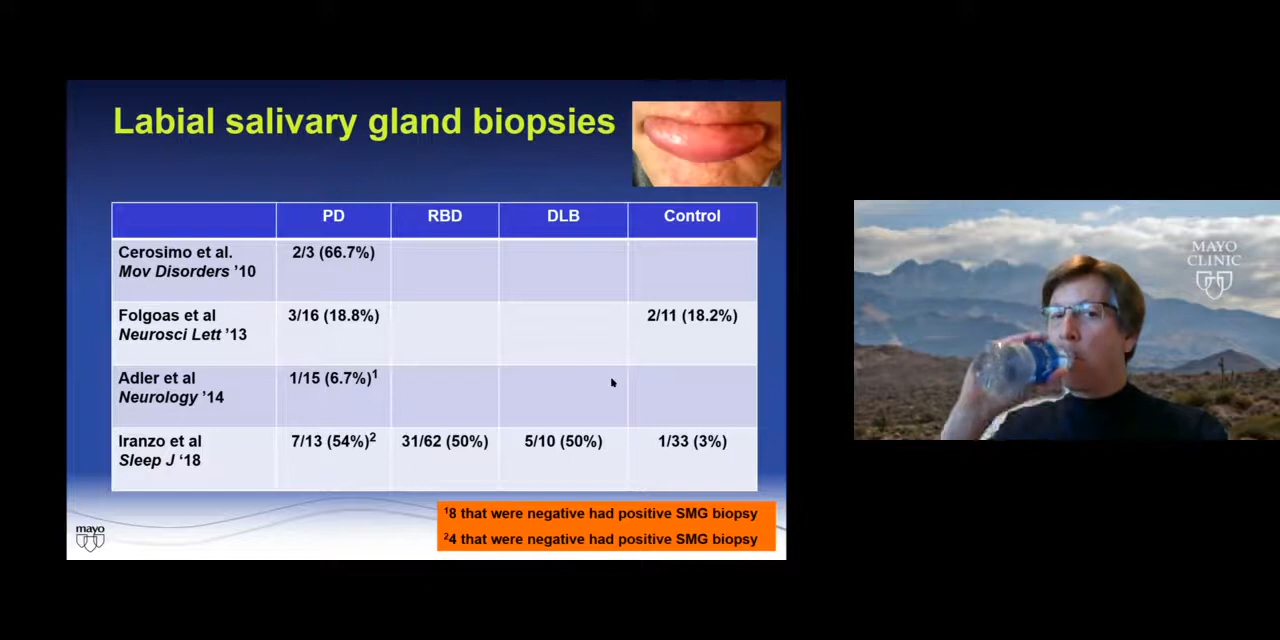 Labial salivary gland biopsies
PD RBD DLB Control
Cerosimo et al. 2/3 (66.7%)
Mov Disorders '10
Folgoas et al 3/16 (18.8%) 2/11 (18.2%)
Neurosci Lett '13
Adler et al 1/15 (6.7%)¹
Neurology '14
Iranzo et al 7/13 (54%)² 31/62 (50%) 5/10 (50%) 1/33 (3%)
Sleep J ‘18
¹8 that were negative had positive SMG biopsy
²4 that were negative had positive SMG biopsy
mayo
MAYO
CLINIC